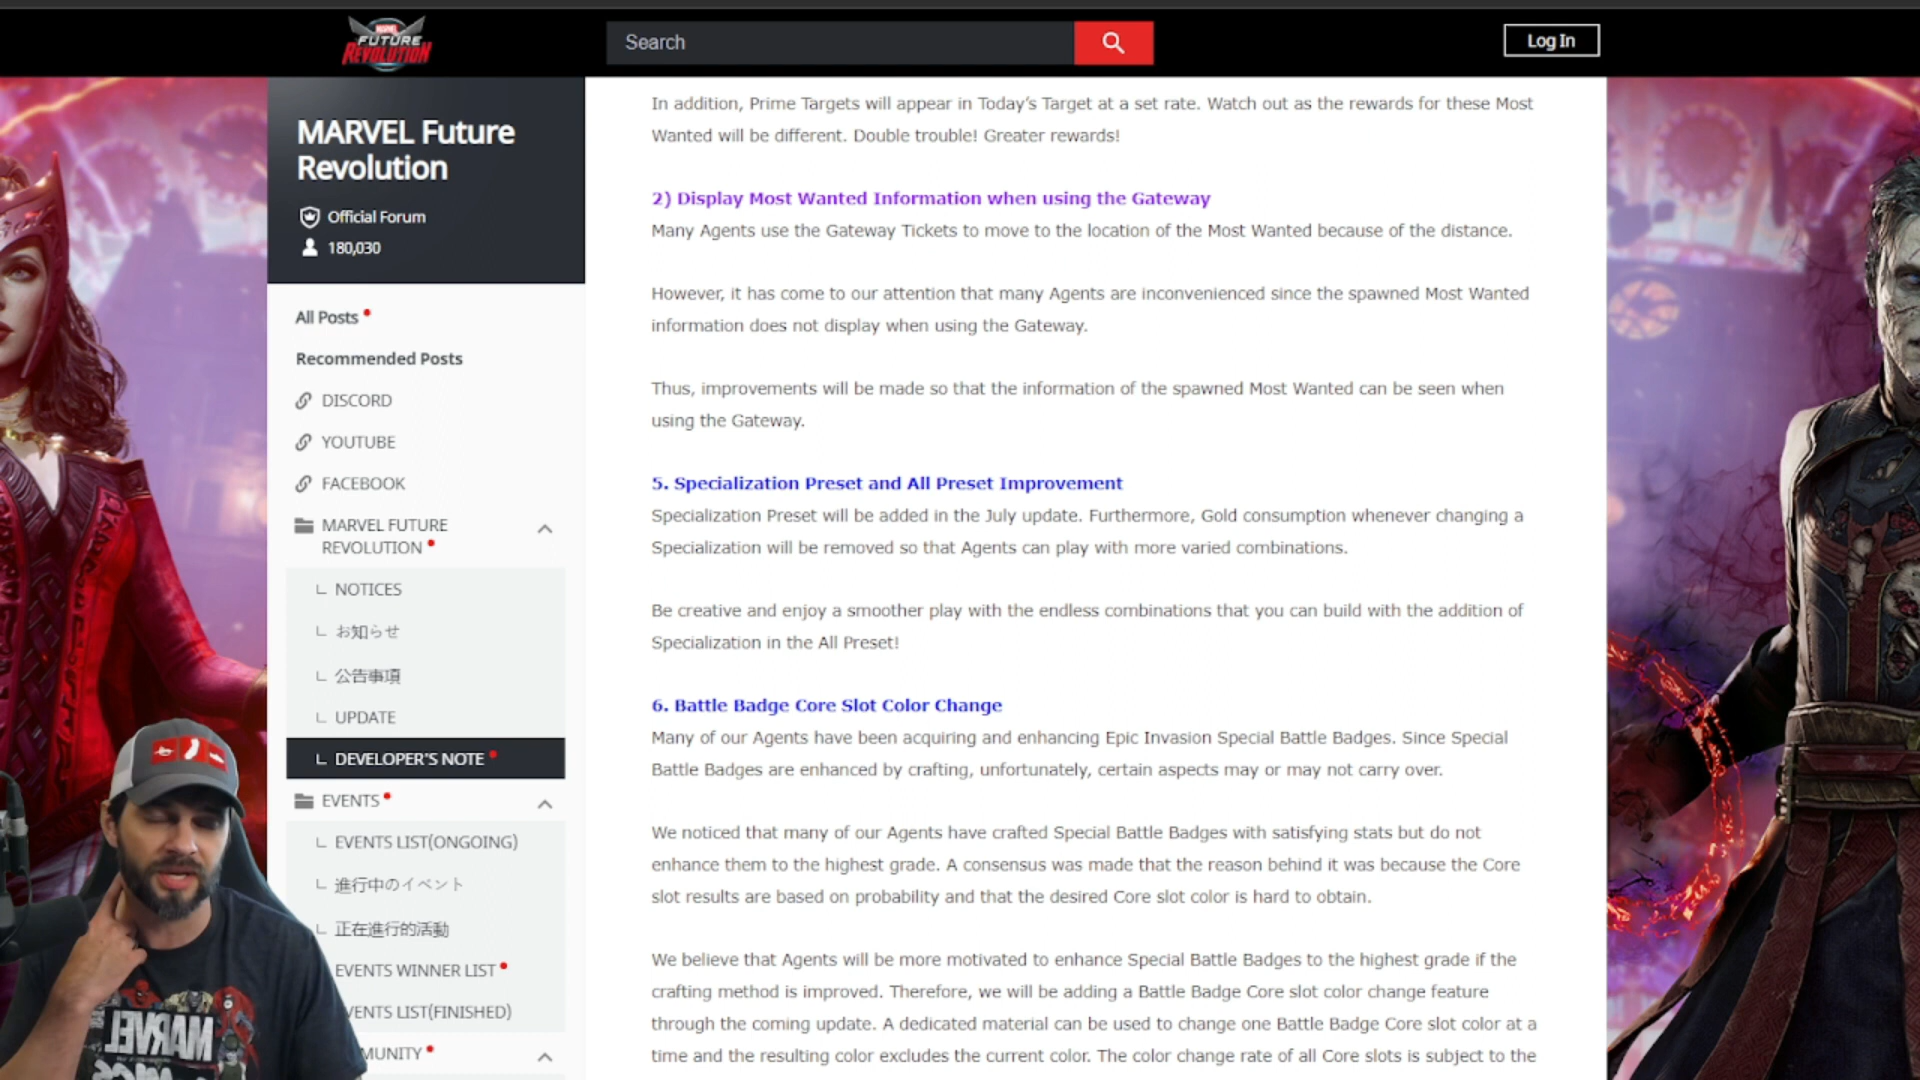 MARVEL
FUTURE
REVOLUTION
Search
Log In
MARVEL Future
Revolution
Official Forum
180,030
All Posts
Recommended Posts
DISCORD
YOUTUBE
FACEBOOK
MARVEL FUTURE
REVOLUTION
NOTICES
お知らせ
公告事項
UPDATE
DEVELOPER'S NOTE
EVENTS
EVENTS LIST(ONGOING)
進行中のイベント
正在進行的活動
EVENTS WINNER LIST
VENTS LIST(FINISHED)
MUNITY
In addition, Prime Targets will appear in Today's Target at a set rate. Watch out as the rewards for these Most
Wanted will be different. Double trouble! Greater rewards!
2) Display Most Wanted Information when using the Gateway
Many Agents use the Gateway Tickets to move to the location of the Most Wanted because of the distance.
However, it has come to our attention that many Agents are inconvenienced since the spawned Most Wanted
information does not display when using the Gateway.
Thus, improvements will be made so that the information of the spawned Most Wanted can be seen when
using the Gateway.
5. Specialization Preset and All Preset Improvement
Specialization Preset will be added in the July update. Furthermore, Gold consumption whenever changing a
Specialization will be removed so that Agents can play with more varied combinations.
Be creative and enjoy a smoother play with the endless combinations that you can build with the addition of
Specialization in the All Preset!
6. Battle Badge Core Slot Color Change
Many of our Agents have been acquiring and enhancing Epic Invasion Special Battle Badges. Since Special
Battle Badges are enhanced by crafting, unfortunately, certain aspects may or may not carry over.
We noticed that many of our Agents have crafted Special Battle Badges with satisfying stats but do not
enhance them to the highest grade. A consensus was made that the reason behind it was because the Core
slot results are based on probability and that the desired Core slot color is hard to obtain.
We believe that Agents will be more motivated to enhance Special Battle Badges to the highest grade if the
crafting method is improved. Therefore, we will be adding a Battle Badge Core slot color change feature
through the coming update. A dedicated material can be used to change one Battle Badge Core slot color at a
time and the resulting color excludes the current color. The color change rate of all Core slots is subject to the
MARVEL